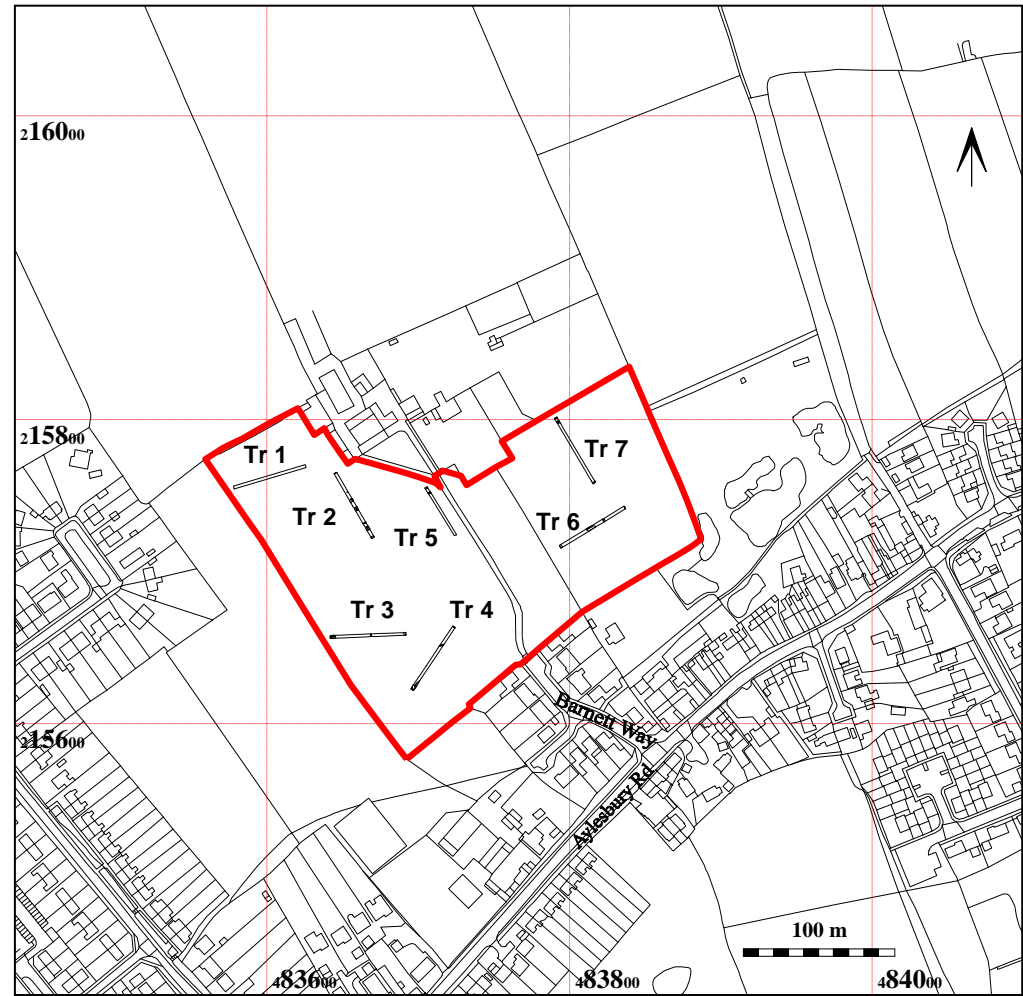 216000
215800
Tr 1
Tr 7
Tr 2
Tr 5
Tr 6
Tr 3
Tr 4
215600
Barnett Way
Aylesbury Rd
100 m
483600
483800
484000